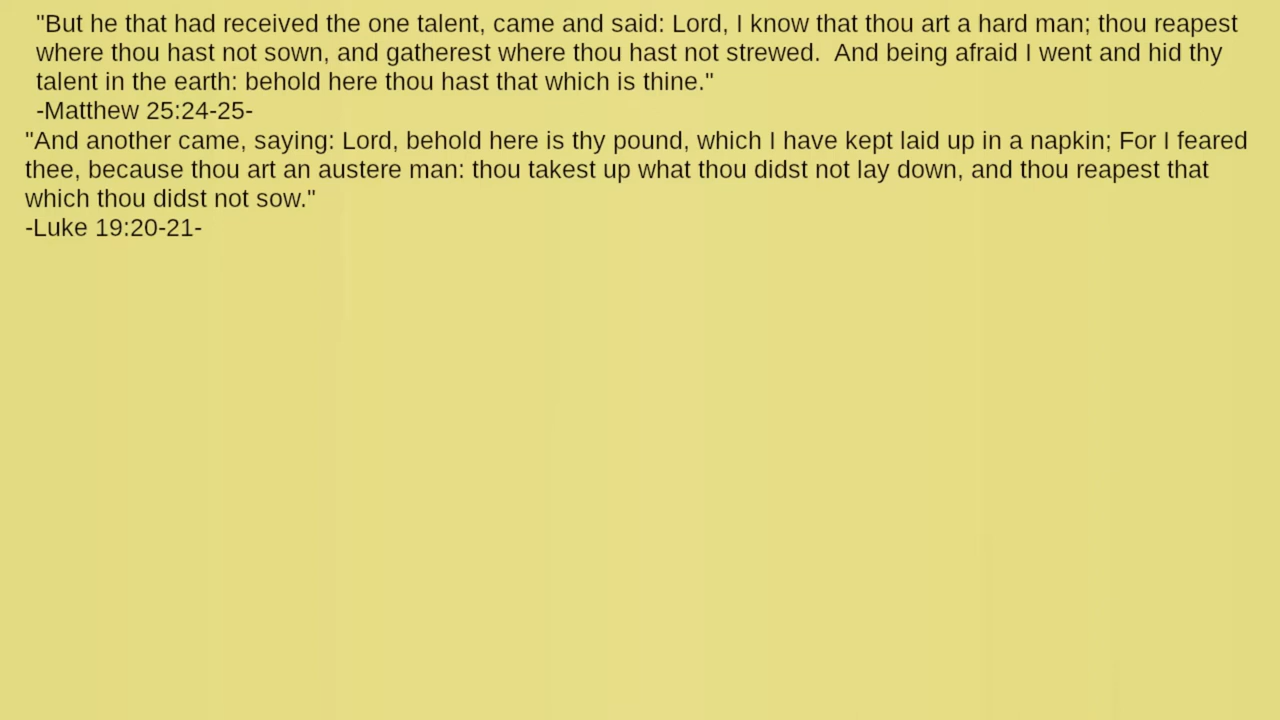 "But he that had received the one talent, came and said: Lord, I know that thou art a hard man; thou reapest
where thou hast not sown, and gatherest where thou hast not strewed.  And being afraid I went and hid thy
talent in the earth: behold here thou hast that which is thine."
-Matthew 25:24-25-
"And another came, saying: Lord, behold here is thy pound, which I have kept laid up in a napkin; For I feared
thee, because thou art an austere man: thou takest up what thou didst not lay down, and thou reapest that
which thou didst not sow."
-Luke 19:20-21-